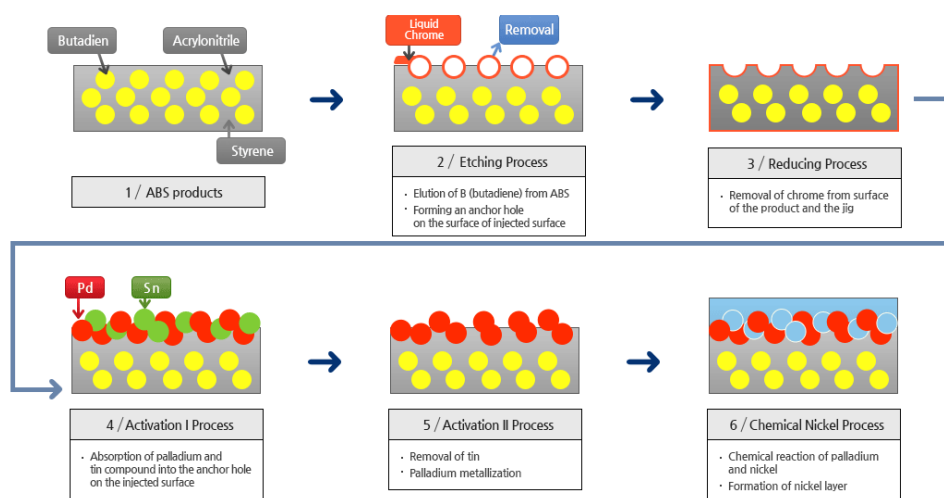 Butadien
Acrylonitrile
Styrene
1 / ABS products
Liquid
Chrome
Removal
2 / Etching Process
· Elution of B (butadiene) from ABS
· Forming an anchor hole
on the surface of injected surface
3 / Reducing Process
· Removal of chrome from surface
of the product and the jig
Pd
Sn
4 / Activation I Process
· Absorption of palladium and
tin compound into the anchor hole
on the injected surface
5 / Activation II Process
· Removal of tin
· Palladium metallization
6 / Chemical Nickel Process
· Chemical reaction of palladium
and nickel
· Formation of nickel layer